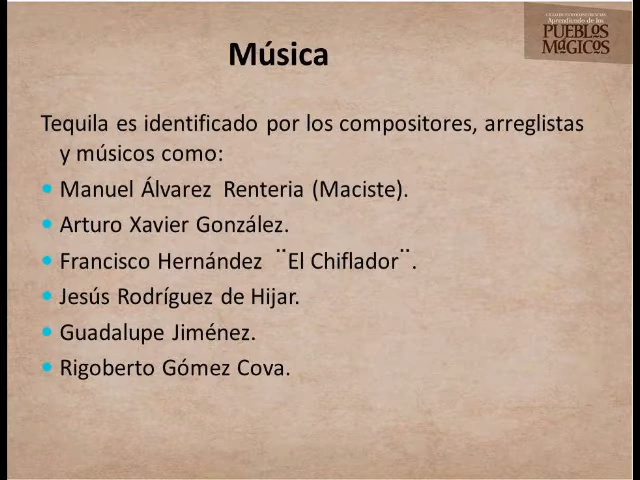 Aprendiendo de los
PUEBLOS
MÁGICOS
Música
Tequila es identificado por los compositores, arreglistas
y músicos como:
• Manuel Álvarez Renteria (Maciste).
• Arturo Xavier González.
• Francisco Hernández ¨El Chiflador¨.
• Jesús Rodríguez de Hijar.
• Guadalupe Jiménez.
• Rigoberto Gómez Cova.